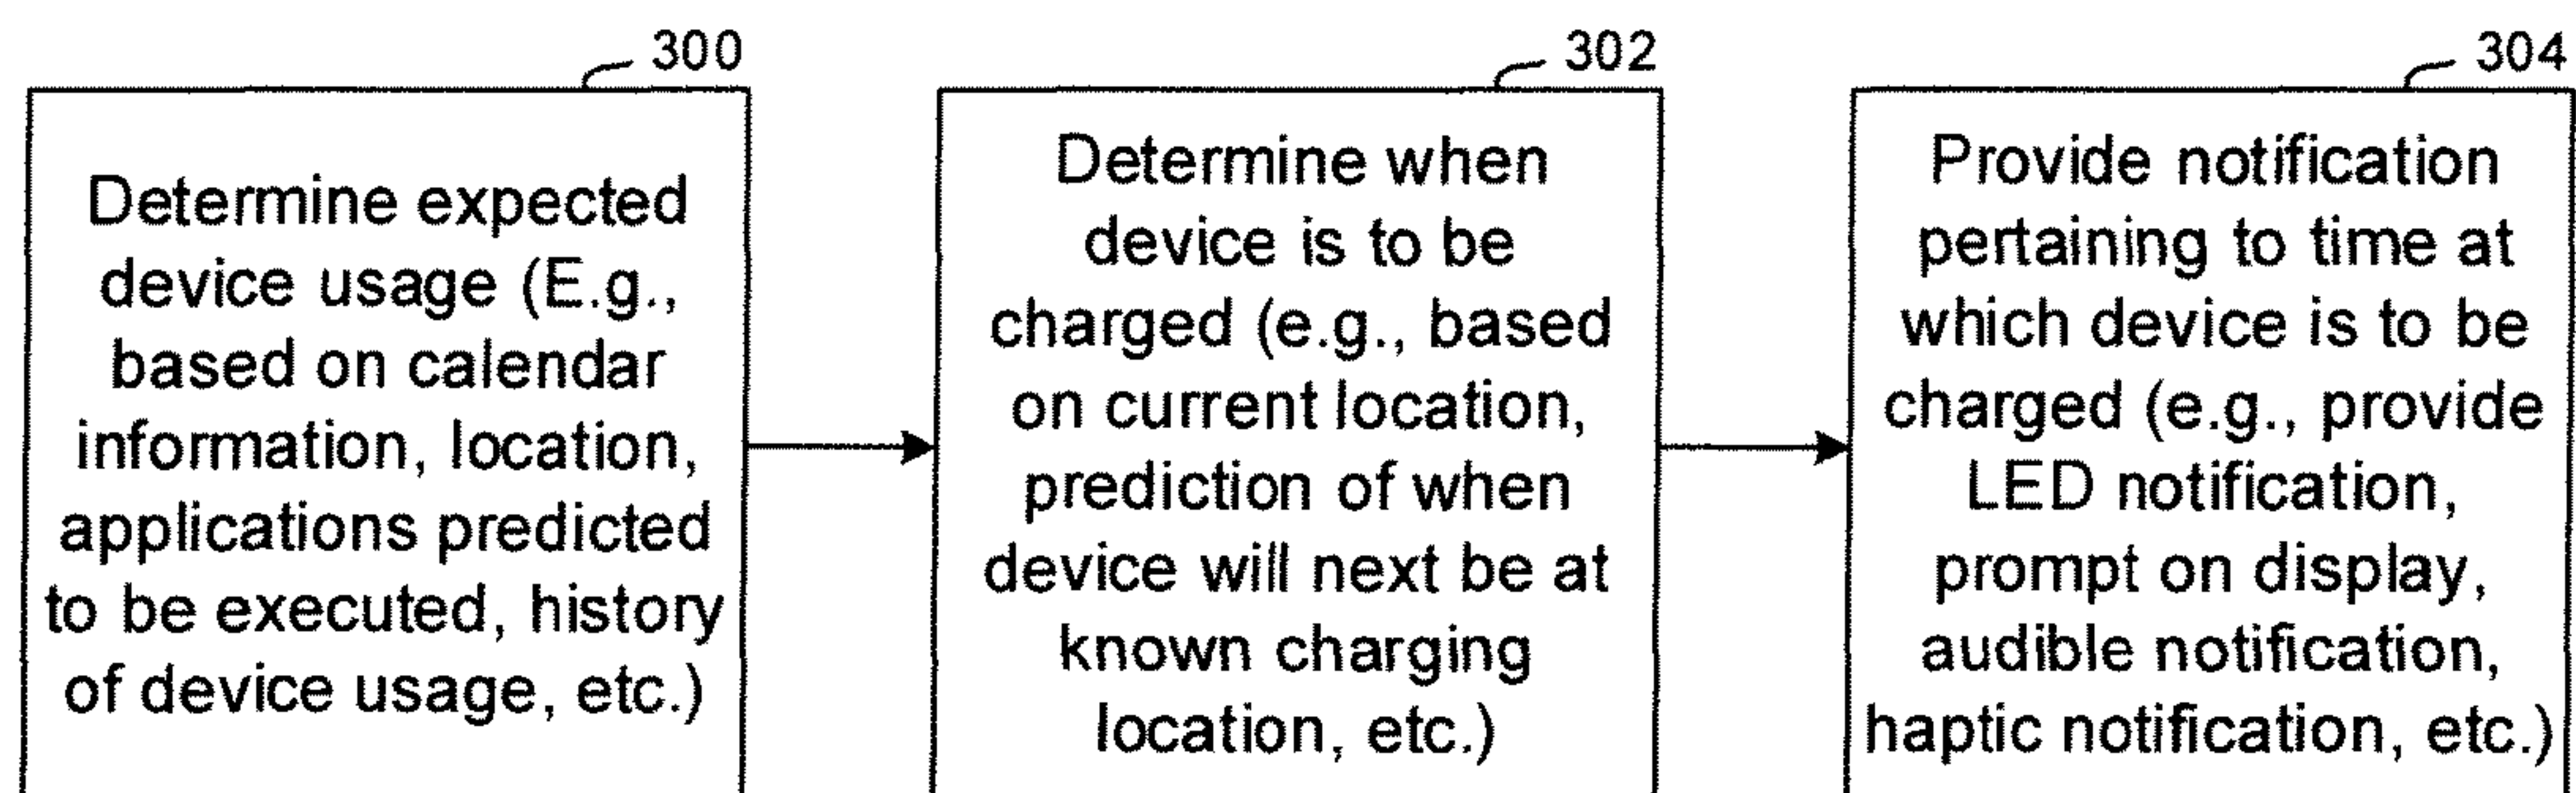 300
Determine expected
device usage (E.g.,
based on calendar
information, location,
applications predicted
to be executed, history
of device usage, etc.)
302
Determine when
device is to be
charged (e.g., based
on current location,
prediction of when
device will next be at
known charging
location, etc.)
304
Provide notification
pertaining to time at
which device is to be
charged (e.g., provide
LED notification,
prompt on display,
audible notification,
haptic notification, etc.)